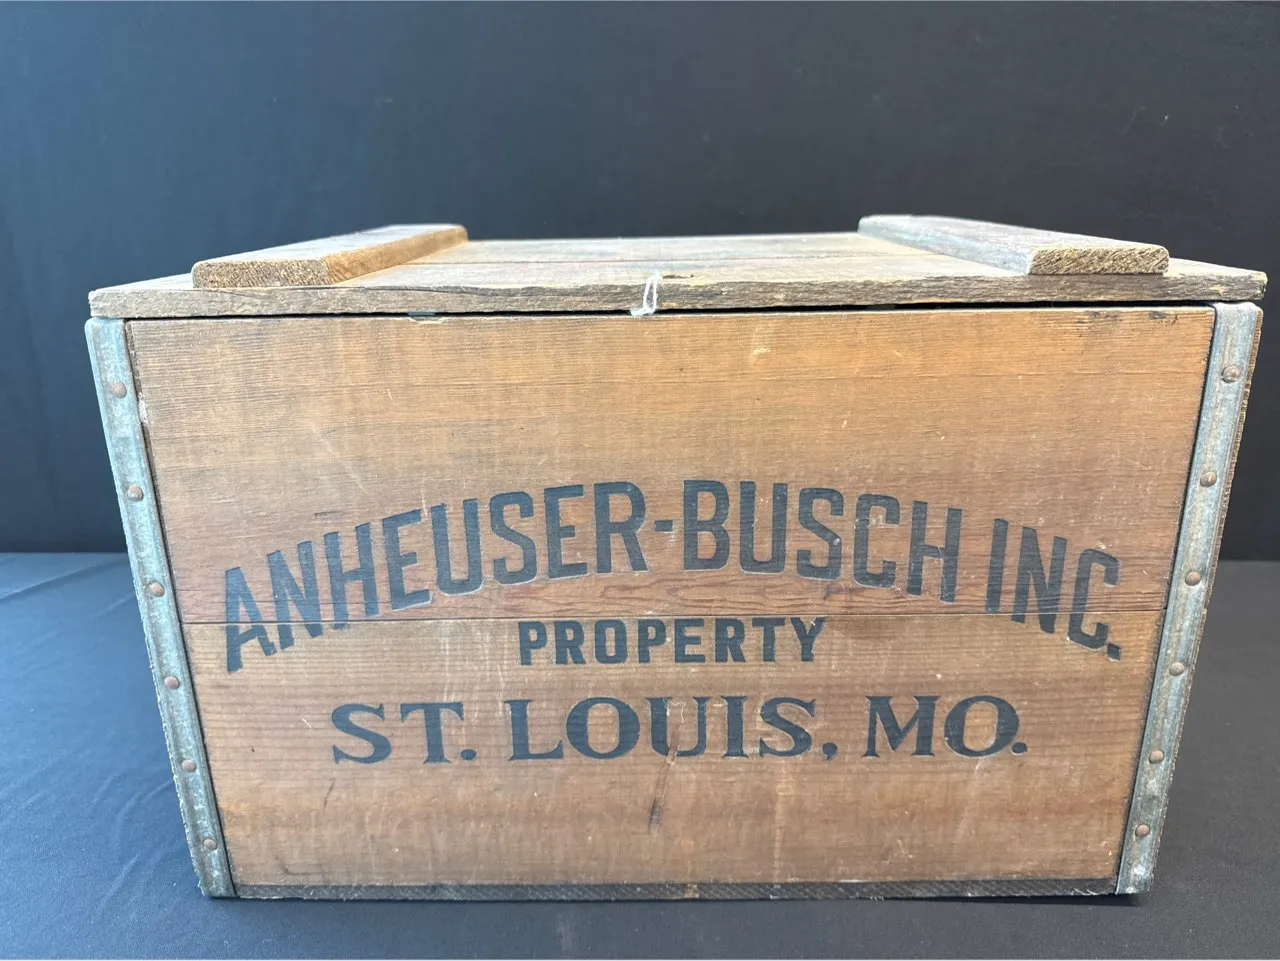 ANHEUSER-BUSCH INC.
PROPERTY
ST. LOUIS, MO.